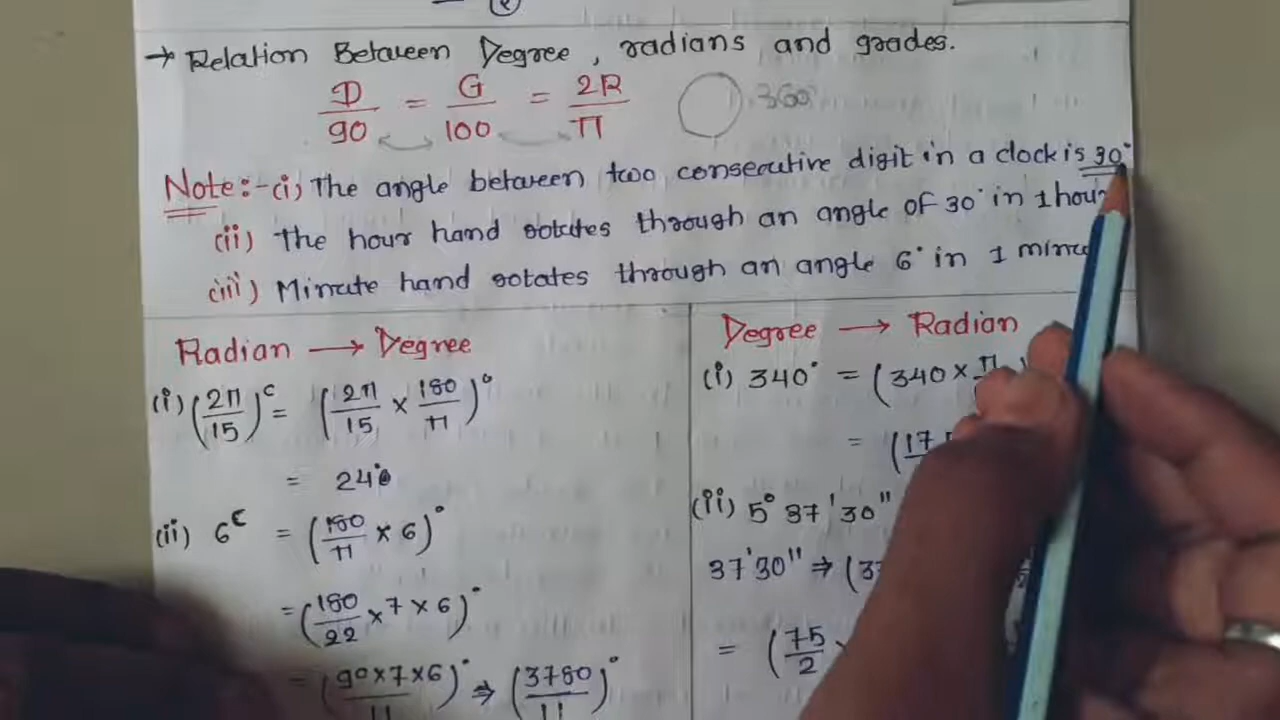 → Relation Between Degree, radians and grades.
D/90 = G/100 = 2R/π 360°
Note:- (i) The angle between two consecutive digit in a clock is 30°
(ii) The hour hand rotates through an angle of 30° in 1 hour
(iii) Minute hand rotates through an angle 6° in 1
Radian → Degree
(i) (2π/15)ᶜ = (2π/15 × 180/π)°
= 24°
(ii) 6ᶜ = (180/π × 6)°
= (180/22 × 7 × 6)°
= (90×7×6/11)° ⇒ (3780/11)°
Degree → Radian
(i) 340° = (340 × π
= (17
(ii) 5° 37' 30"
37'30" ⇒ (3
= (75/2